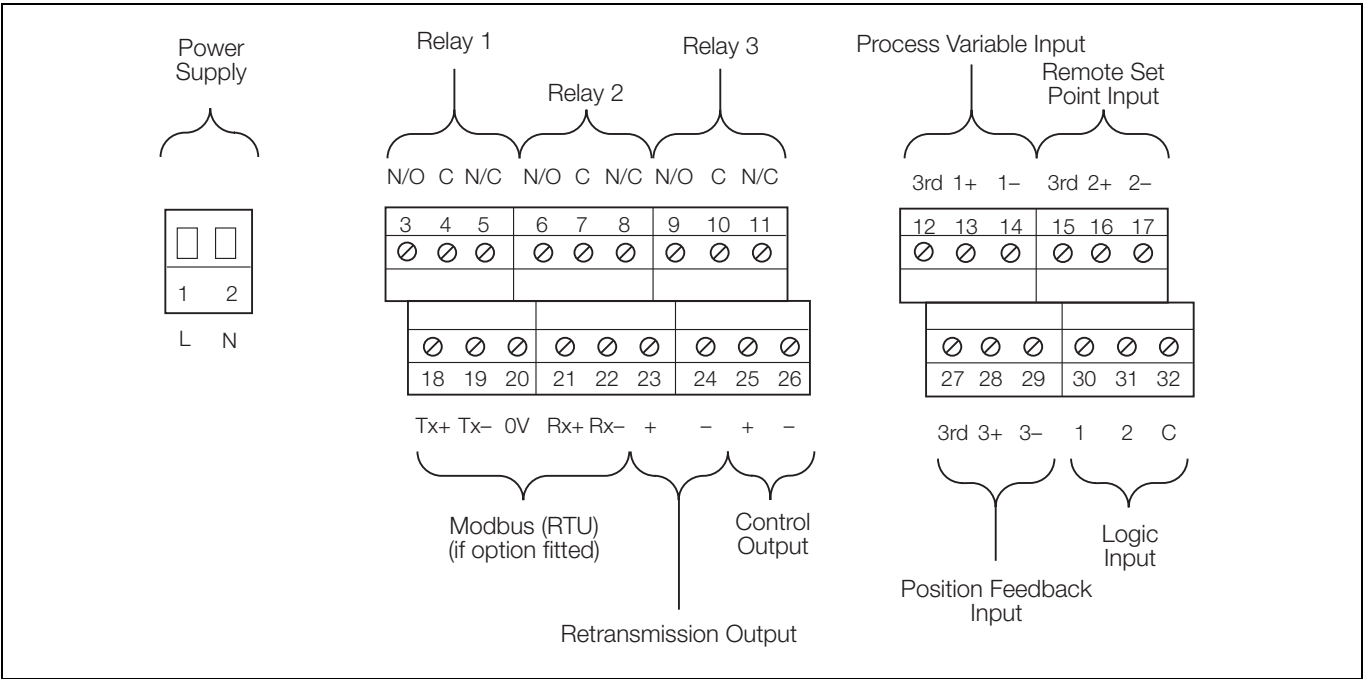 Power
Supply
Relay 1
Relay 2
Relay 3
Process Variable Input
Remote Set
Point Input
N/O C N/C N/O C N/C N/O C N/C
3rd 1+ 1– 3rd 2+ 2–
3 4 5 6 7 8 9 10 11
12 13 14 15 16 17
1 2
L N
18 19 20 21 22 23 24 25 26
27 28 29 30 31 32
Tx+ Tx– 0V Rx+ Rx– + – + –
3rd 3+ 3– 1 2 C
Modbus (RTU)
(if option fitted)
Control
Output
Logic
Input
Position Feedback
Input
Retransmission Output